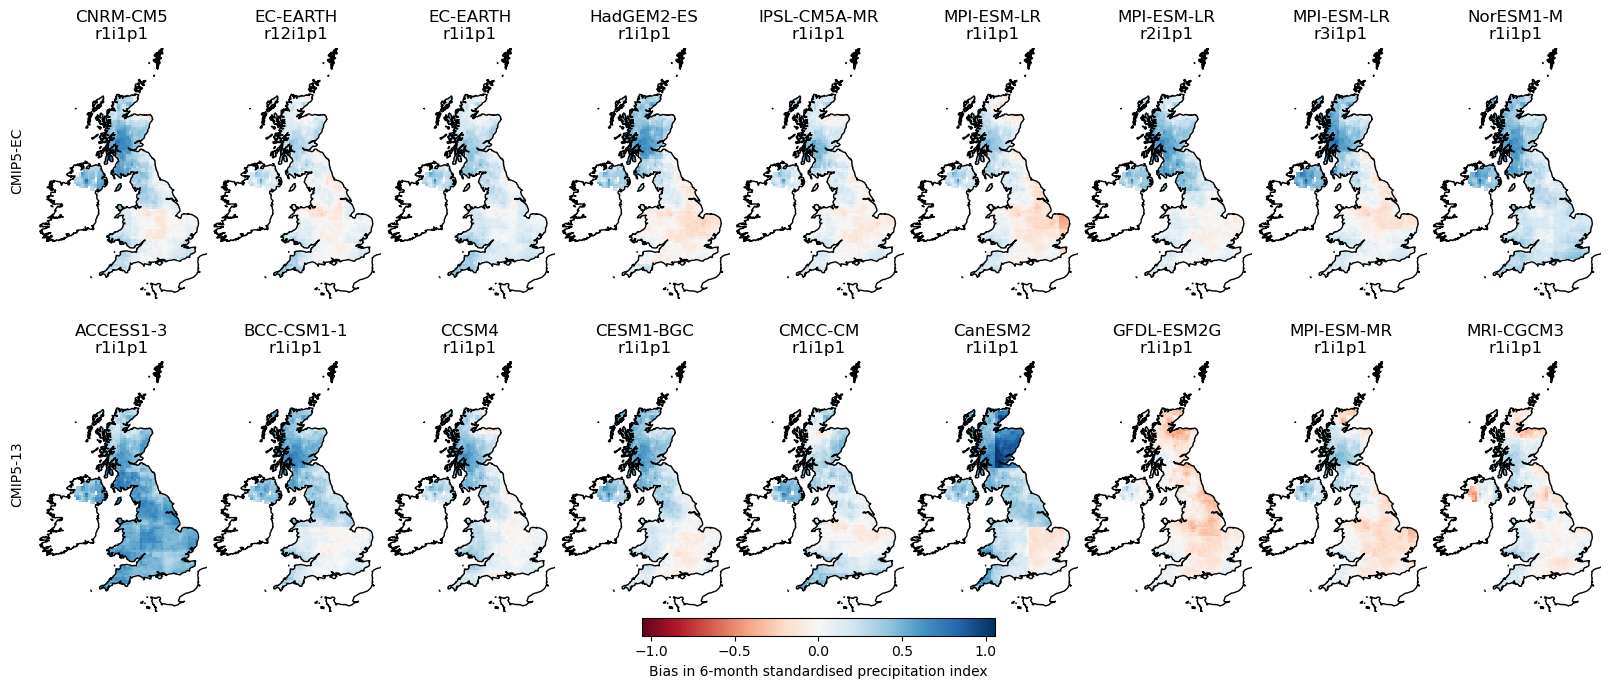 CNRM-CM5
r1i1p1
EC-EARTH
r12i1p1
EC-EARTH
r1i1p1
HadGEM2-ES
r1i1p1
IPSL-CM5A-MR
r1i1p1
MPI-ESM-LR
r1i1p1
MPI-ESM-LR
r2i1p1
MPI-ESM-LR
r3i1p1
NorESM1-M
r1i1p1
CMIP5-EC
ACCESS1-3
r1i1p1
BCC-CSM1-1
r1i1p1
CCSM4
r1i1p1
CESM1-BGC
r1i1p1
CMCC-CM
r1i1p1
CanESM2
r1i1p1
GFDL-ESM2G
r1i1p1
MPI-ESM-MR
r1i1p1
MRI-CGCM3
r1i1p1
CMIP5-13
−1.0 −0.5 0.0 0.5 1.0
Bias in 6-month standardised precipitation index